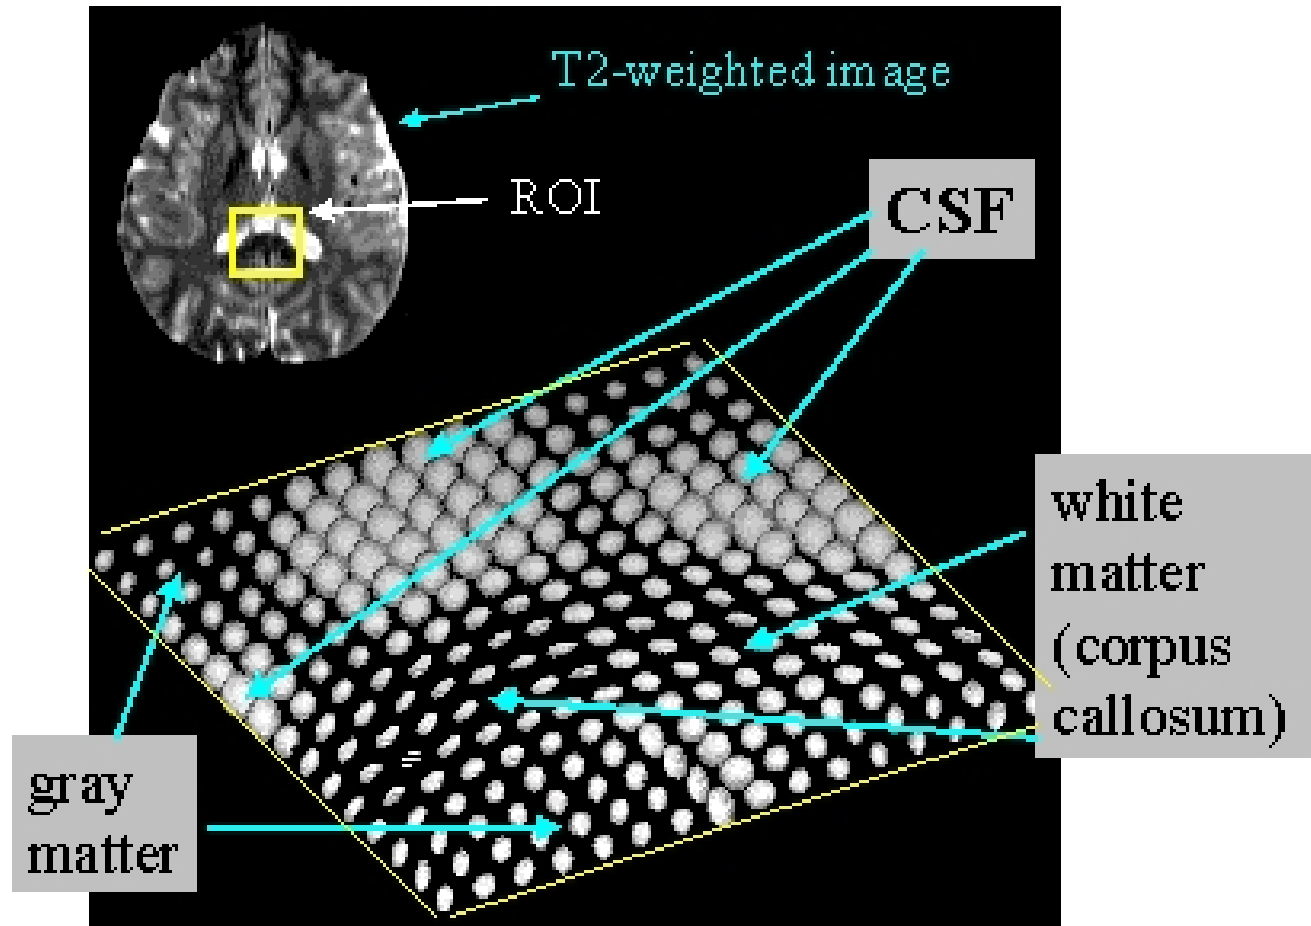 T2-weighted image
ROI
CSF
white
matter
(corpus
callosum)
gray
matter